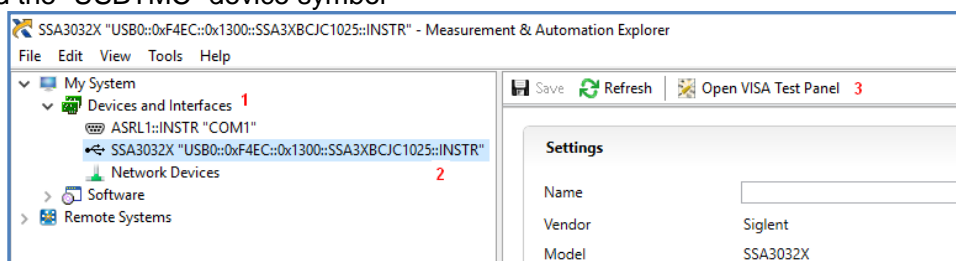 the "USBTMC" device symbol
SSA3032X "USB0::0xF4EC::0x1300::SSA3XBCJC1025::INSTR" - Measurement & Automation Explorer
File Edit View Tools Help
My System
Devices and Interfaces 1
ASRL1::INSTR "COM1"
SSA3032X "USB0::0xF4EC::0x1300::SSA3XBCJC1025::INSTR"
Network Devices 2
Software
Remote Systems
Save Refresh Open VISA Test Panel 3
Settings
Name
Vendor Siglent
Model SSA3032X